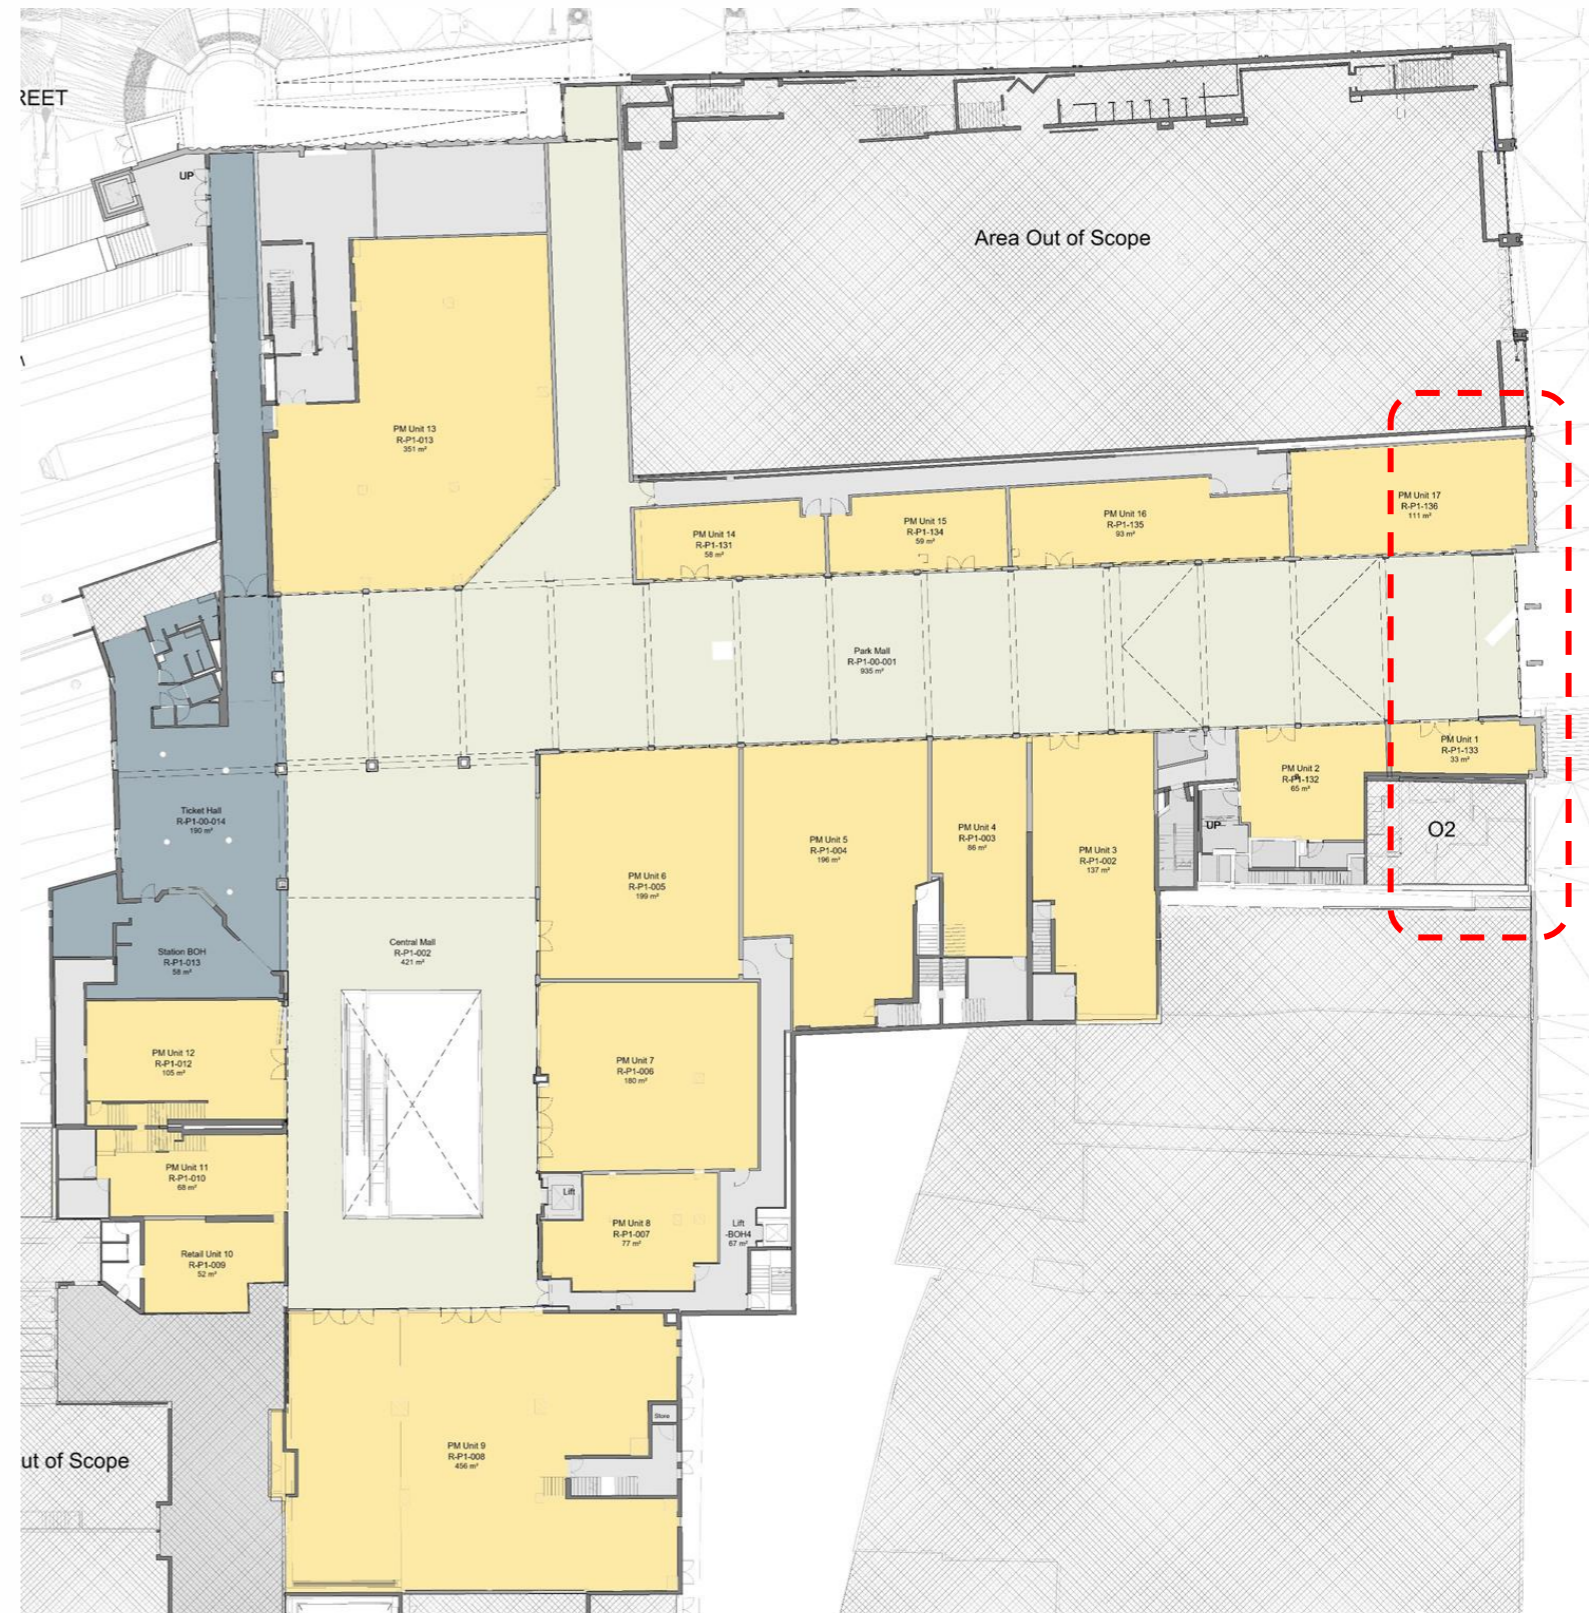 REET
UP
Area Out of Scope
PM Unit 13
R-P1-013
351 m²
PM Unit 17
R-P1-136
111 m²
PM Unit 16
R-P1-135
93 m²
PM Unit 15
R-P1-134
59 m²
PM Unit 14
R-P1-131
58 m²
Park Mall
R-P1-00-001
935 m²
PM Unit 1
R-P1-133
33 m²
PM Unit 2
R-P1-132
65 m²
Ticket Hall
R-P1-00-014
190 m²
UP
O2
PM Unit 4
R-P1-003
86 m²
PM Unit 5
R-P1-004
196 m²
PM Unit 3
R-P1-002
137 m²
PM Unit 6
R-P1-005
199 m²
Central Mall
R-P1-002
421 m²
Station BOH
R-P1-013
58 m²
PM Unit 12
R-P1-012
105 m²
PM Unit 7
R-P1-006
180 m²
PM Unit 11
R-P1-010
68 m²
Lift
PM Unit 8
R-P1-007
77 m²
Lift
-BOH4
67 m²
Retail Unit 10
R-P1-009
52 m²
Store
PM Unit 9
R-P1-008
456 m²
ut of Scope